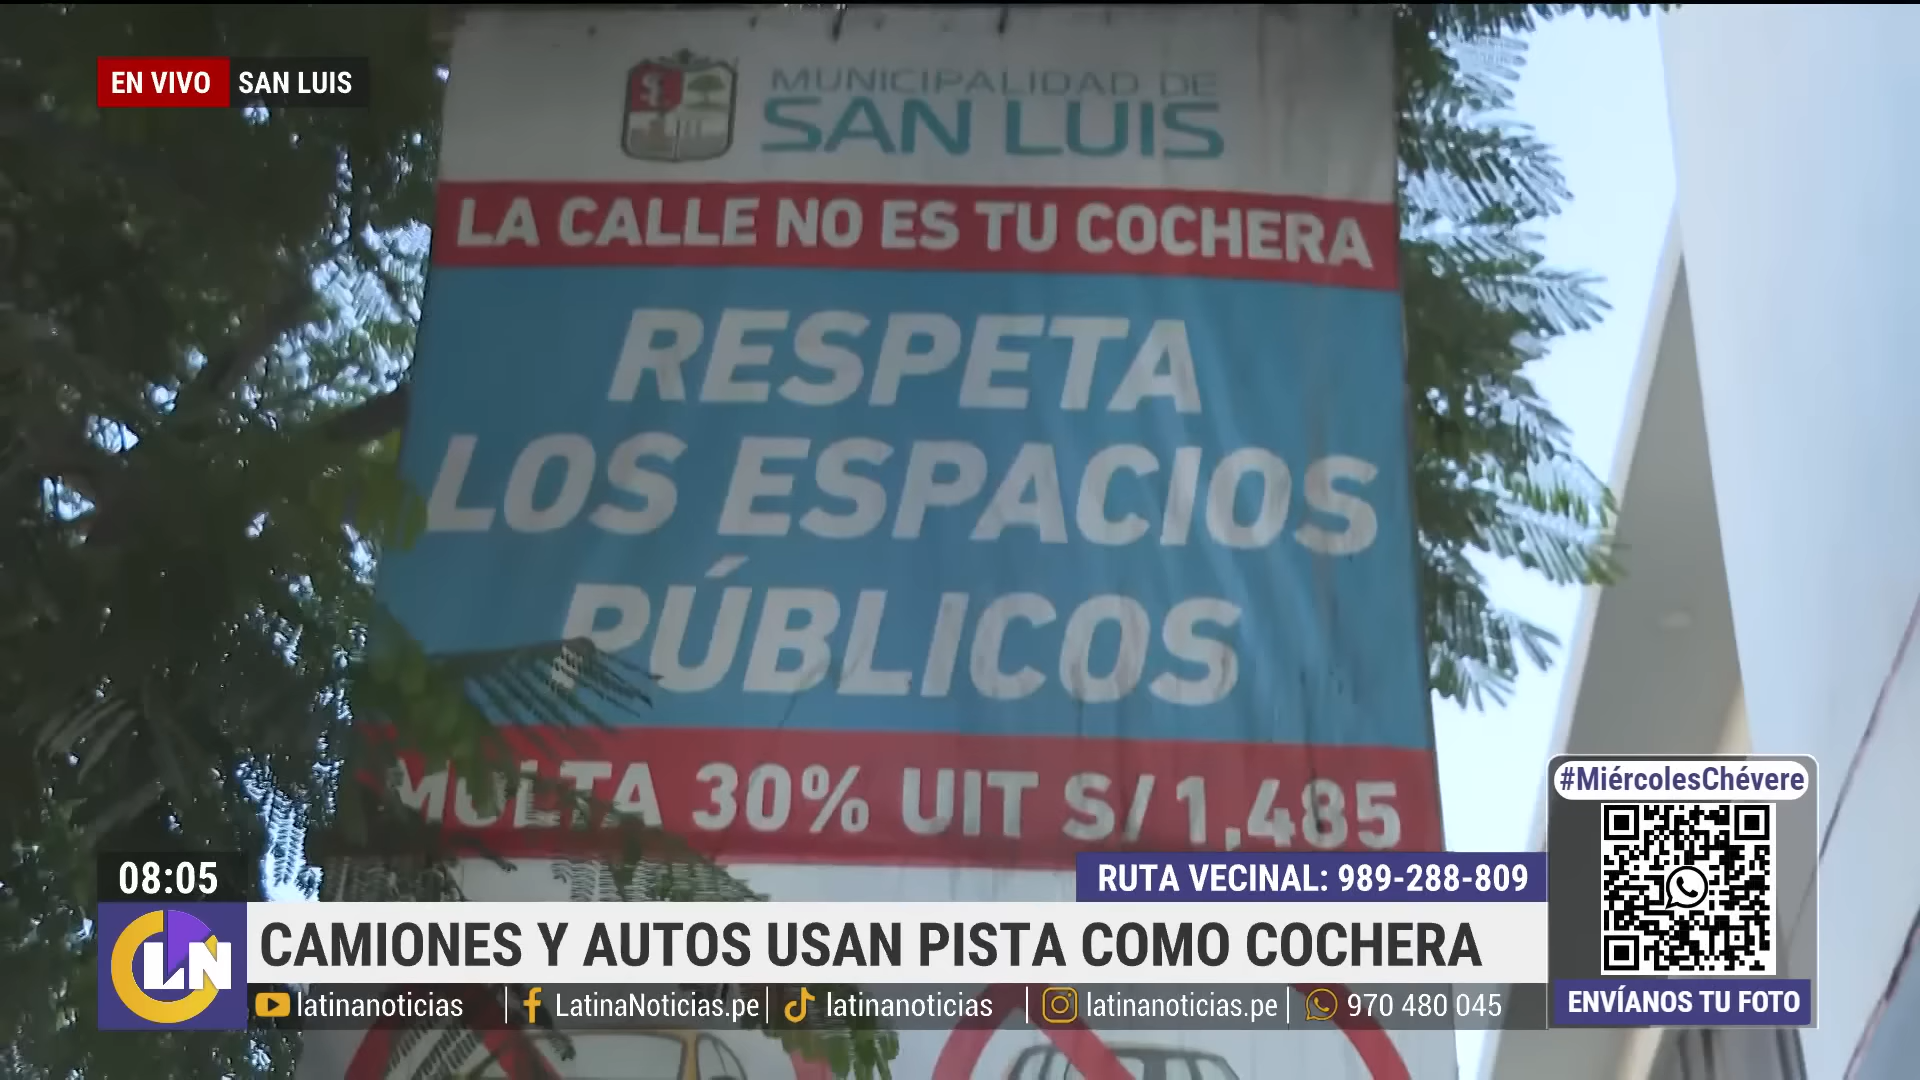 EN VIVO SAN LUIS
MUNICIPALIDAD DE
SAN LUIS
LA CALLE NO ES TU COCHERA
RESPETA
LOS ESPACIOS
PÚBLICOS
MULTA 30% UIT S/ 1,485
#MiércolesChévere
08:05
RUTA VECINAL: 989-288-809
LN
CAMIONES Y AUTOS USAN PISTA COMO COCHERA
latinanoticias | LatinaNoticias.pe | latinanoticias | latinanoticias.pe | 970 480 045
ENVÍANOS TU FOTO